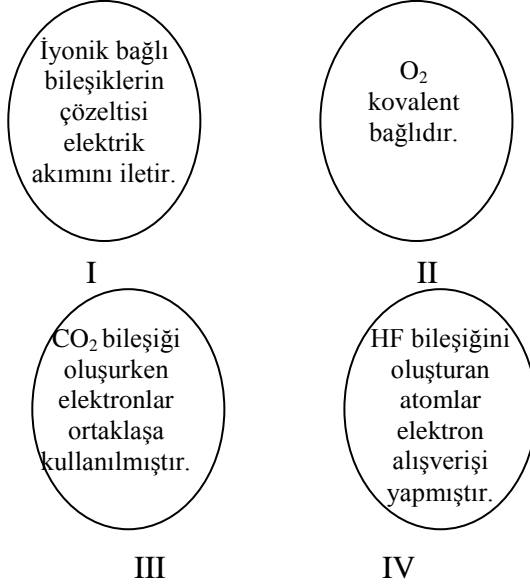 İyonik bağlı
bileşiklerin
çözeltisi
elektrik
akımını iletir.
O₂
kovalent
bağlıdır.
I
II
CO₂ bileşiği
oluşurken
elektronlar
ortaklaşa
kullanılmıştır.
HF bileşiğini
oluşturan
atomlar
elektron
alışverişi
yapmıştır.
III
IV